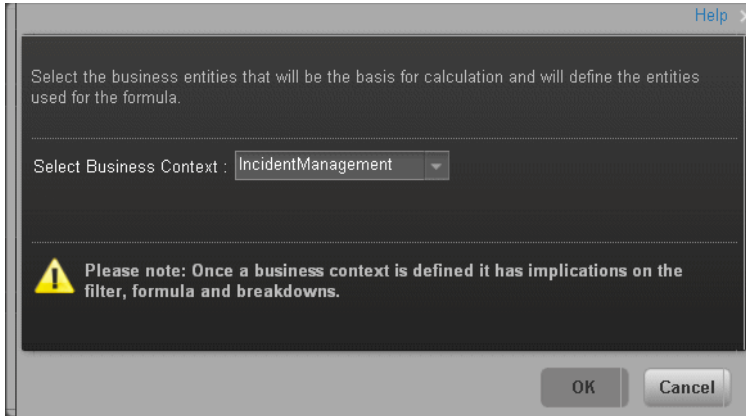 Help
Select the business entities that will be the basis for calculation and will define the entities
used for the formula.
Select Business Context : IncidentManagement
Please note: Once a business context is defined it has implications on the
filter, formula and breakdowns.
OK Cancel